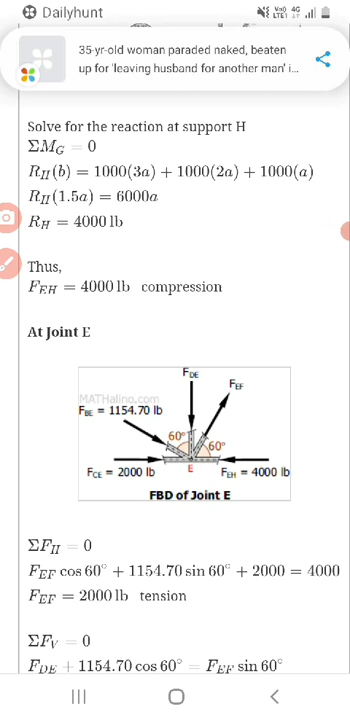 Dailyhunt
Vo) 4G
LTE1
35-yr-old woman paraded naked, beaten
up for 'leaving husband for another man' i...
Solve for the reaction at support H
ΣM_G = 0
R_H(b) = 1000(3a) + 1000(2a) + 1000(a)
R_H(1.5a) = 6000a
R_H = 4000 lb
Thus,
F_EH = 4000 lb compression
At Joint E
F_DE
F_EF
MATHalino.com
F_BE = 1154.70 lb
60°
60°
F_CE = 2000 lb
E
F_EH = 4000 lb
FBD of Joint E
ΣF_H = 0
F_EF cos 60° + 1154.70 sin 60° + 2000 = 4000
F_EF = 2000 lb tension
ΣF_V = 0
F_DE + 1154.70 cos 60° = F_EF sin 60°